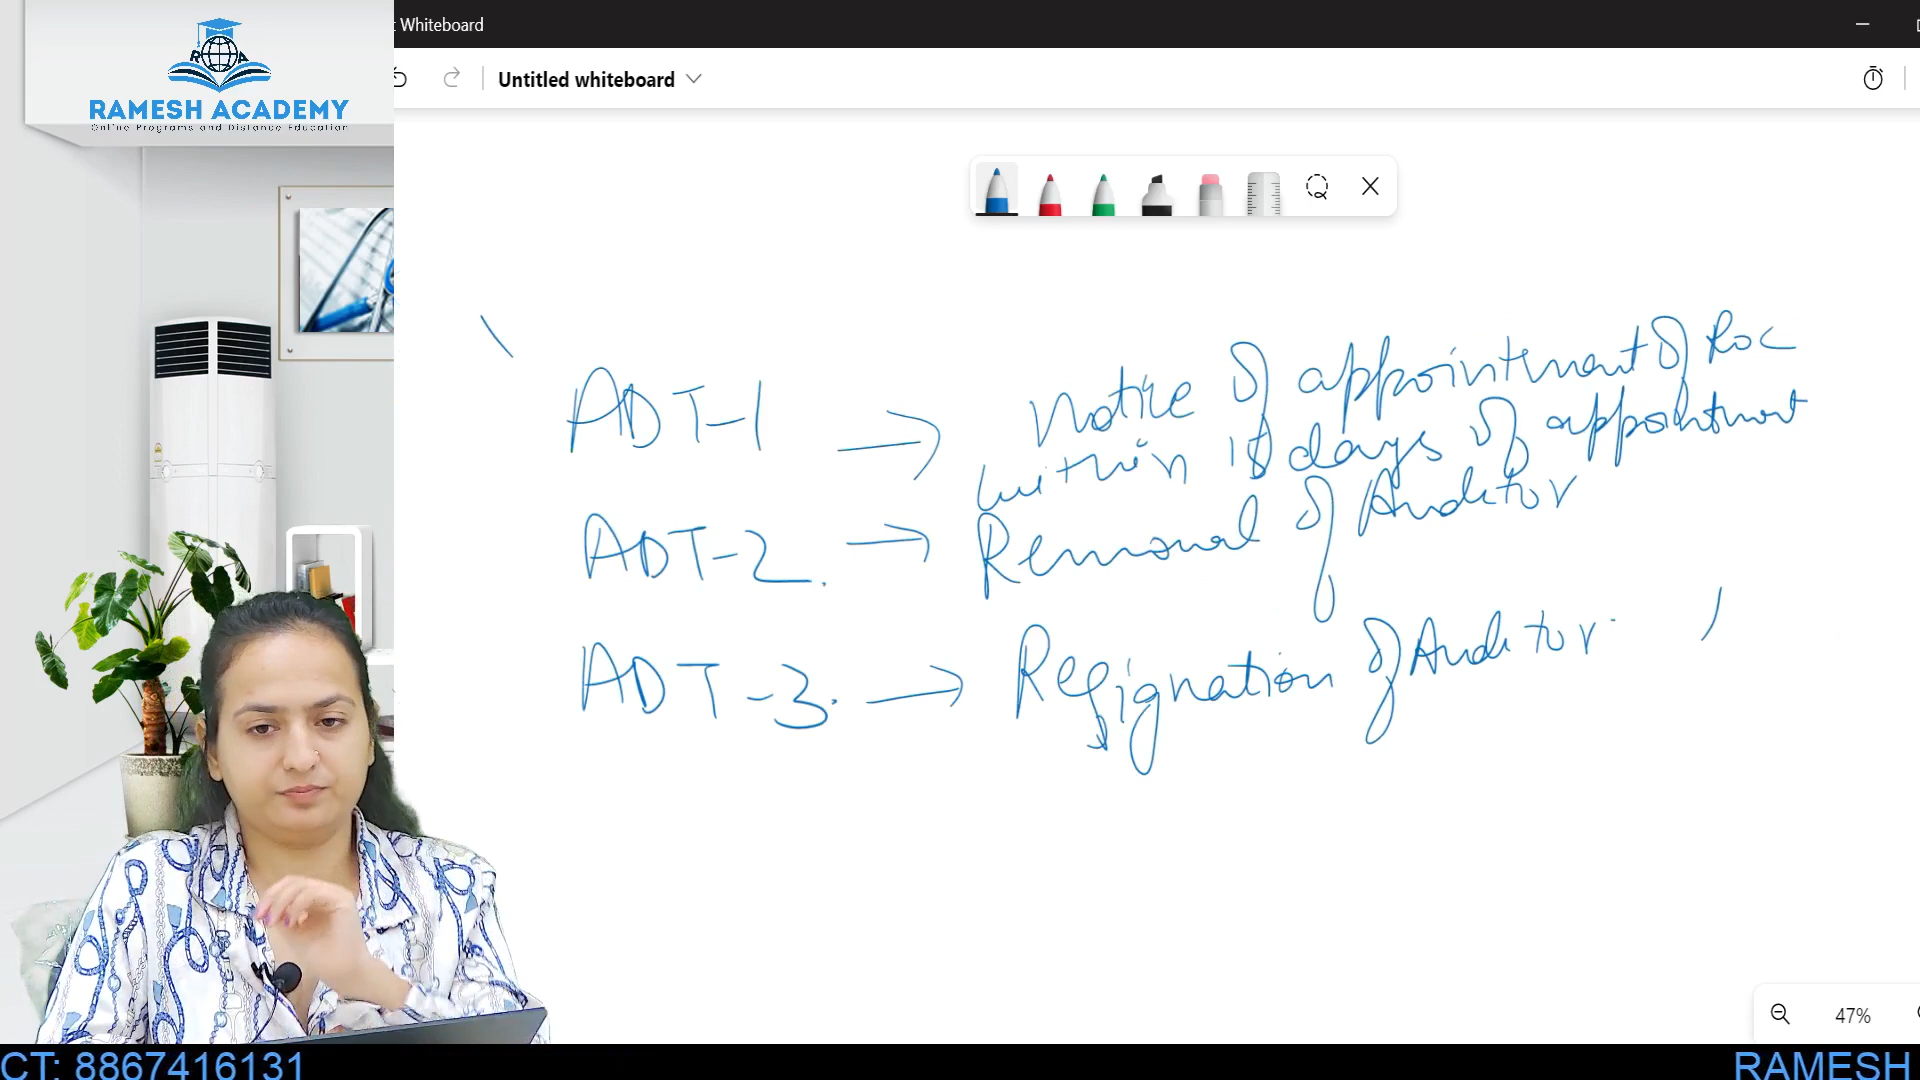 RAMESH ACADEMY
Online Programs and Distance Education
Whiteboard
Untitled whiteboard
ADT-1 → Notice of appointment of ROC
within 15 days of appointment
ADT-2. → Removal of Auditor
ADT-3. → Resignation of Auditor.
47%
CT: 8867416131
RAMESH